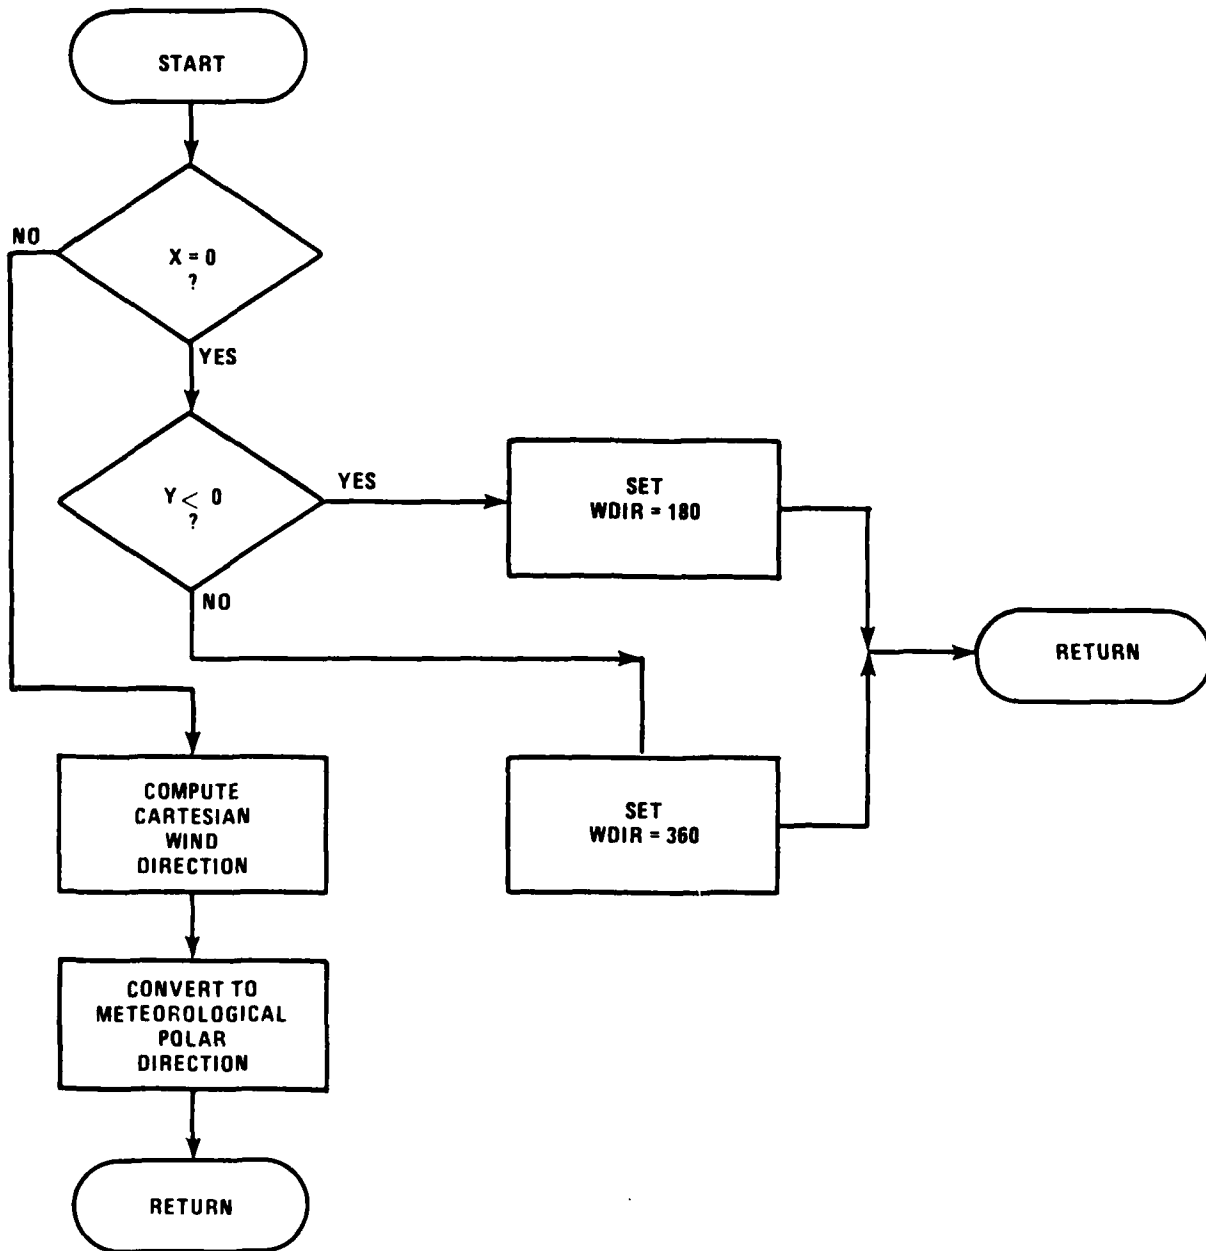 START
NO
X = 0
?
YES
Y < 0
?
YES
SET
WDIR = 180
NO
RETURN
COMPUTE
CARTESIAN
WIND
DIRECTION
SET
WDIR = 360
CONVERT TO
METEOROLOGICAL
POLAR
DIRECTION
RETURN